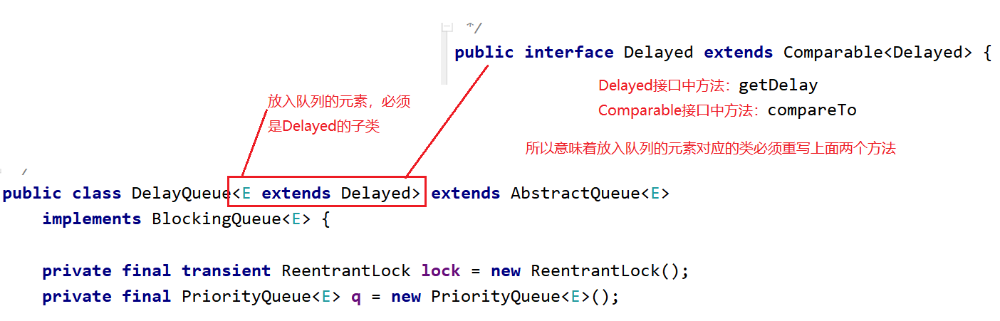 */
public interface Delayed extends Comparable<Delayed> {
Delayed接口中方法：getDelay
Comparable接口中方法：compareTo
所以意味着放入队列的元素对应的类必须重写上面两个方法
放入队列的元素，必须
是Delayed的子类
/
public class DelayQueue<E extends Delayed> extends AbstractQueue<E>
implements BlockingQueue<E> {
private final transient ReentrantLock lock = new ReentrantLock();
private final PriorityQueue<E> q = new PriorityQueue<E>();